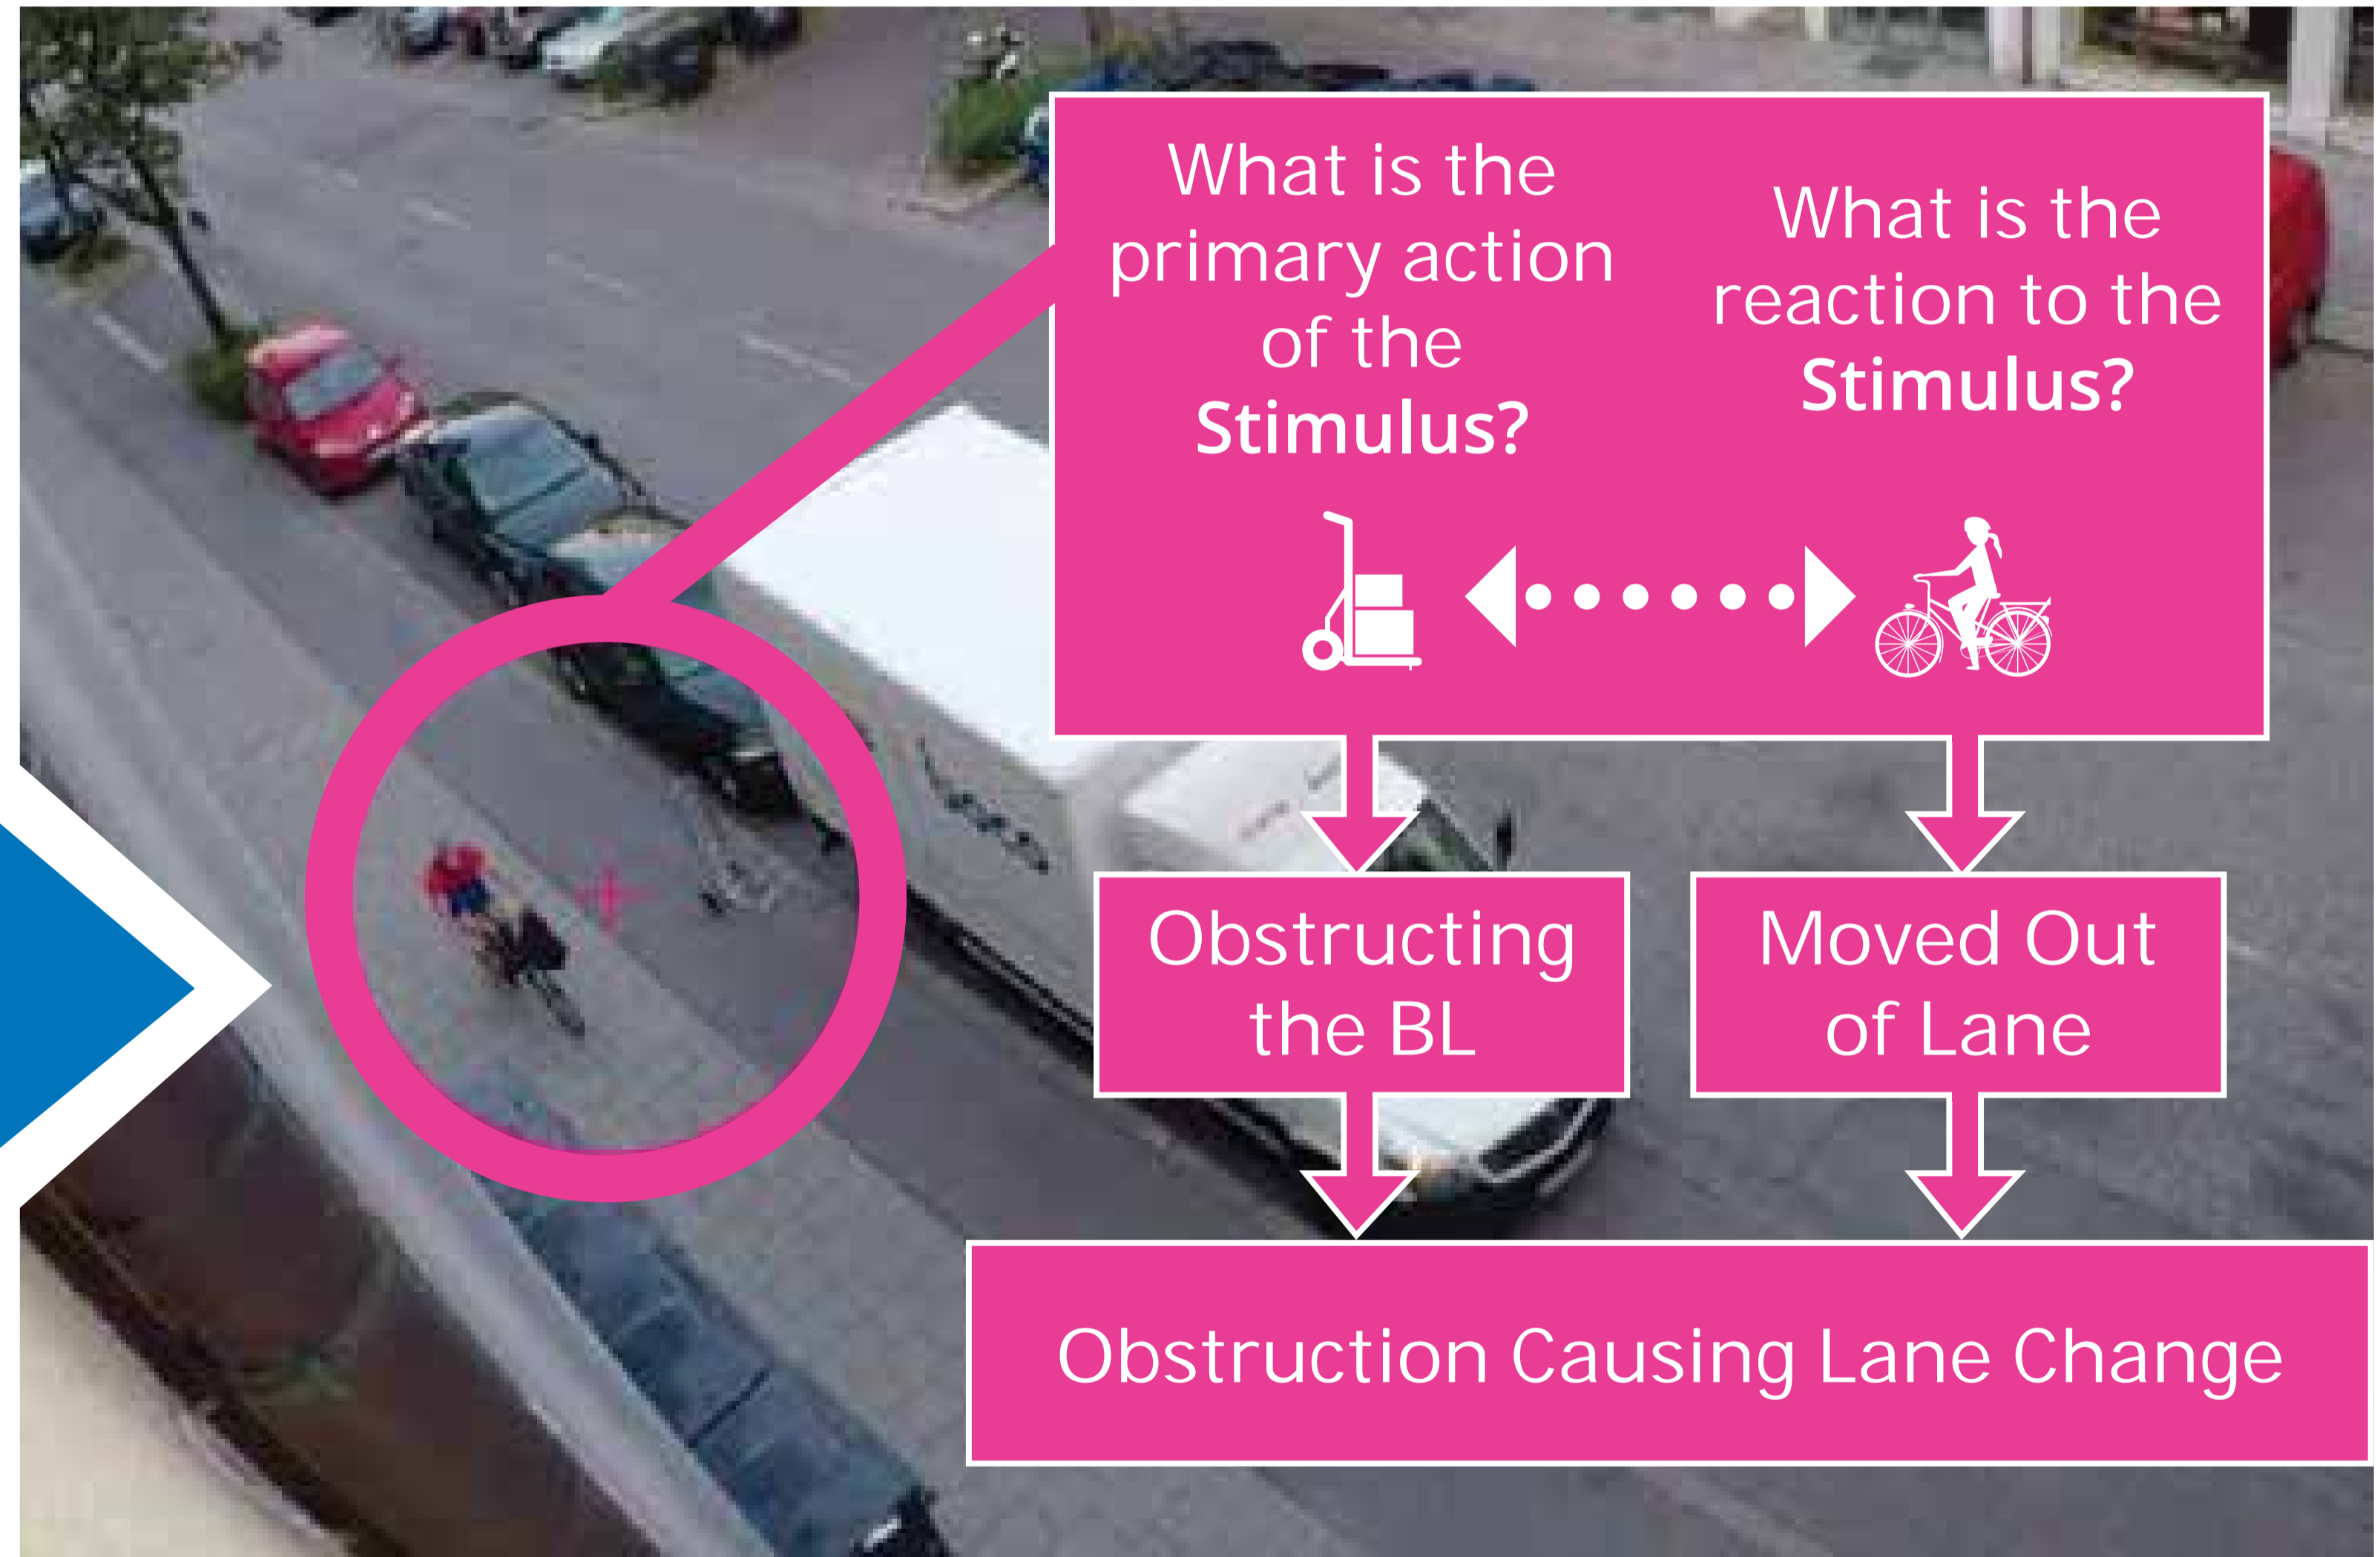 What is the
primary action
of the
Stimulus?
What is the
reaction to the
Stimulus?
Obstructing
the BL
Moved Out
of Lane
Obstruction Causing Lane Change